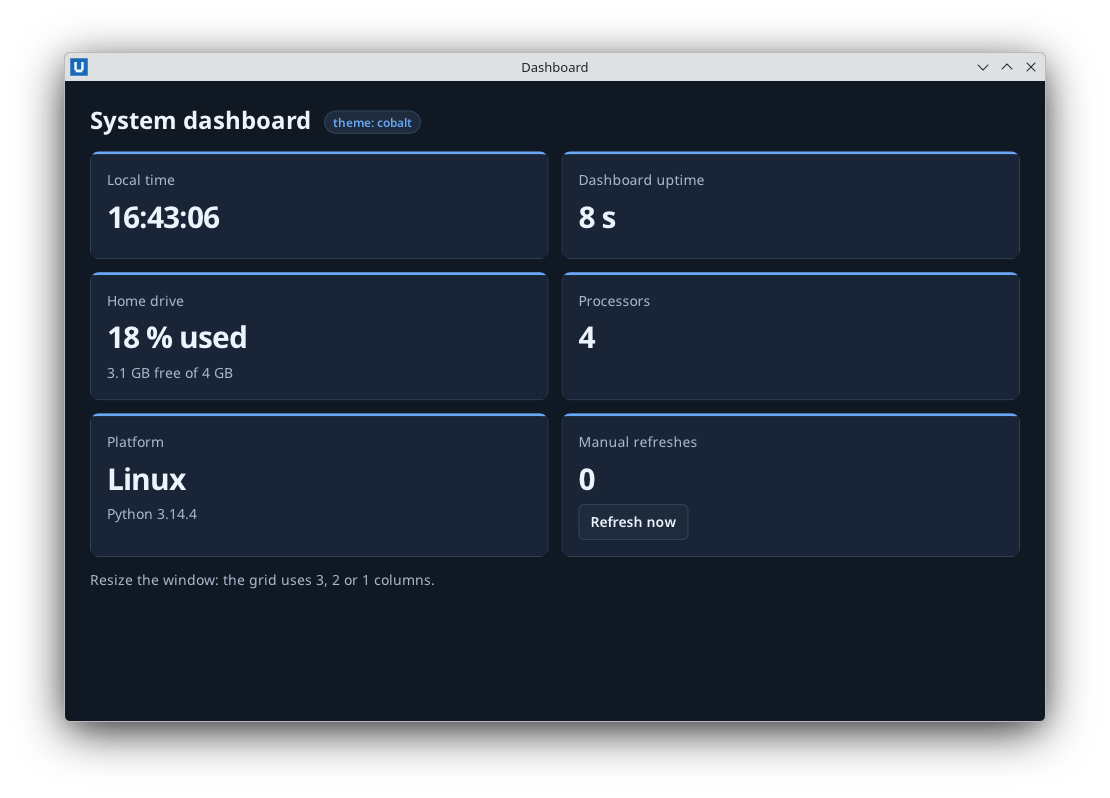 U
Dashboard
System dashboard
theme: cobalt
Local time
16:43:06
Dashboard uptime
8 s
Home drive
18 % used
3.1 GB free of 4 GB
Processors
4
Platform
Linux
Python 3.14.4
Manual refreshes
0
Refresh now
Resize the window: the grid uses 3, 2 or 1 columns.